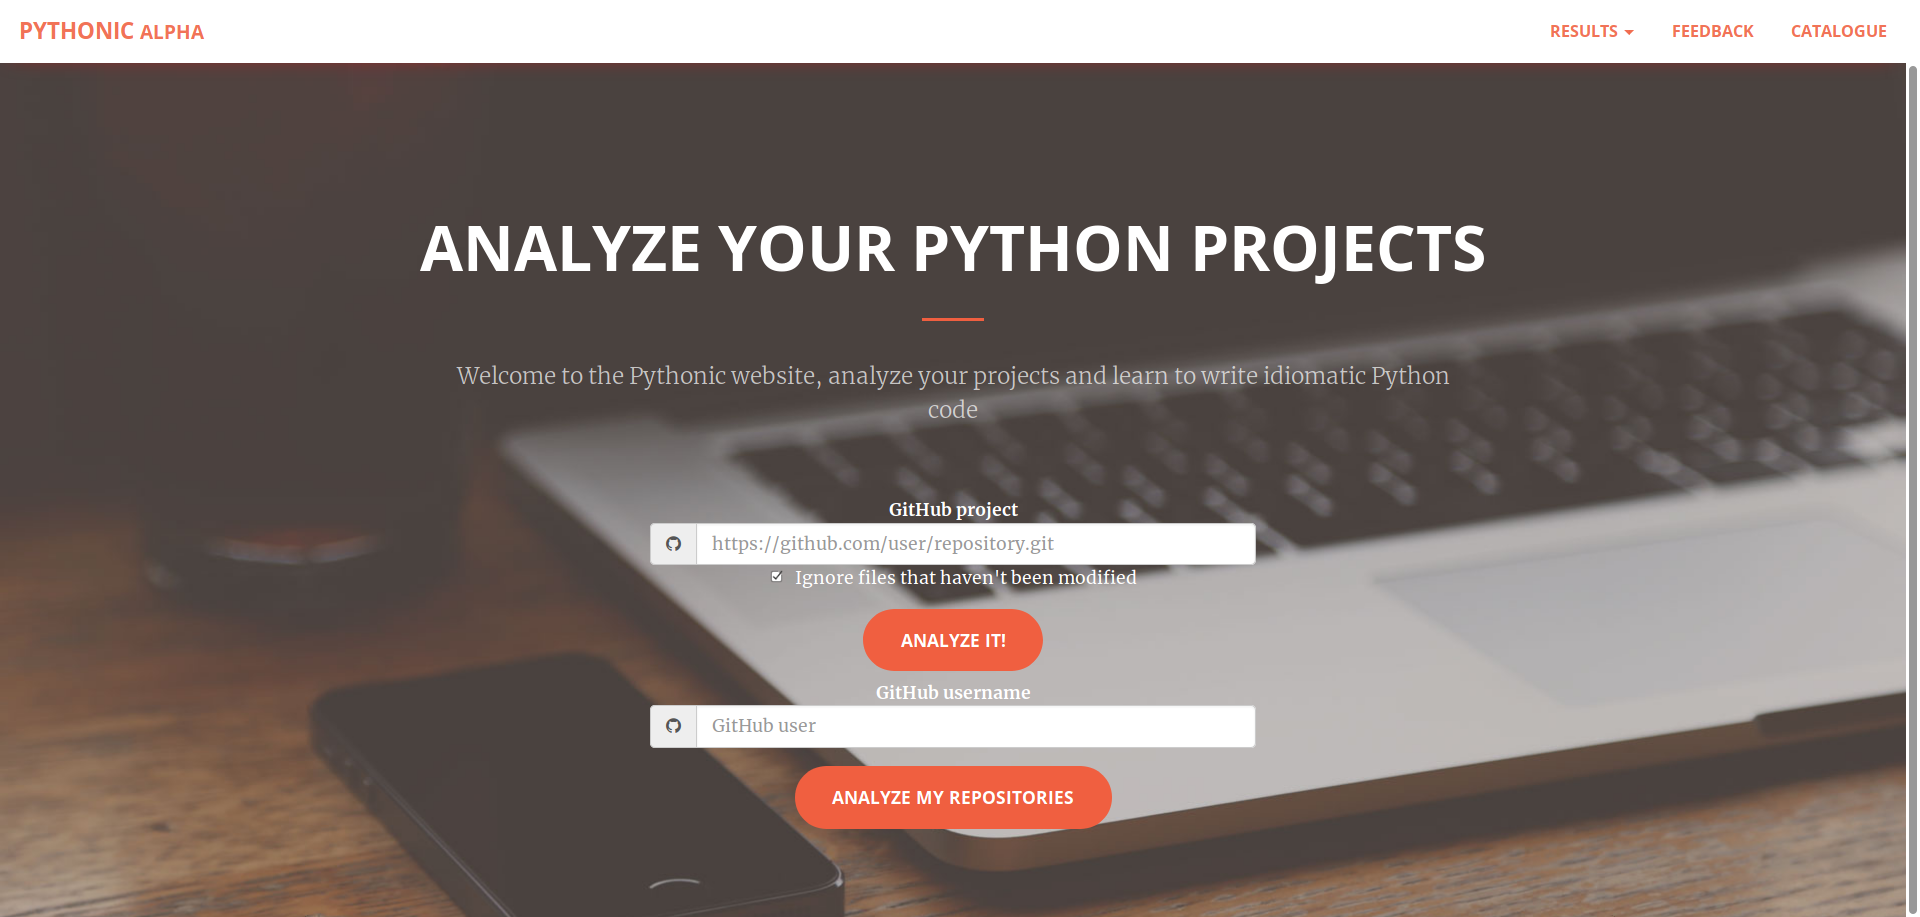 PYTHONIC ALPHA
RESULTS
FEEDBACK
CATALOGUE
ANALYZE YOUR PYTHON PROJECTS
Welcome to the Pythonic website, analyze your projects and learn to write idiomatic Python
code
GitHub project
https://github.com/user/repository.git
Ignore files that haven't been modified
ANALYZE IT!
GitHub username
GitHub user
ANALYZE MY REPOSITORIES